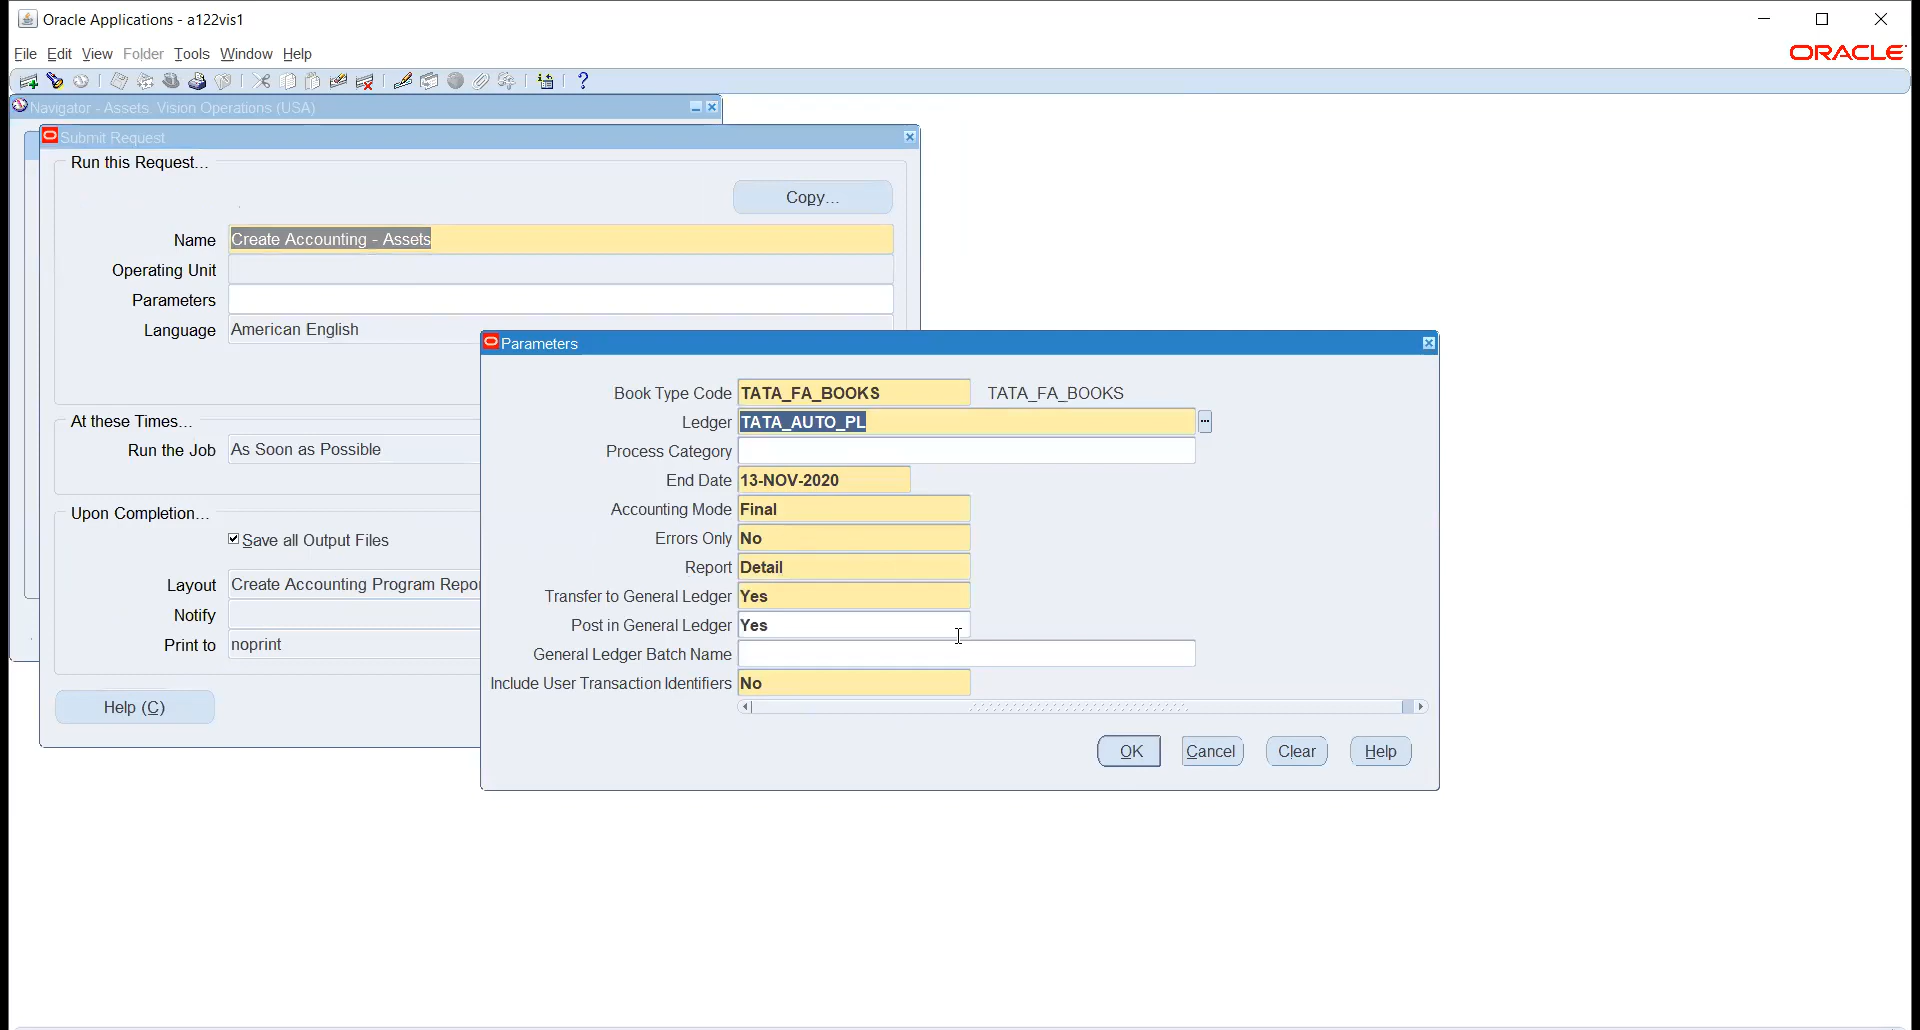 Oracle Applications - a122vis1
File Edit View Folder Tools Window Help
ORACLE
Navigator - Assets, Vision Operations (USA)
Submit Request
Run this Request...
Copy...
Name Create Accounting - Assets
Operating Unit
Parameters
Language American English
Parameters
Book Type Code TATA_FA_BOOKS TATA_FA_BOOKS
Ledger TATA_AUTO_PL
Process Category
End Date 13-NOV-2020
Accounting Mode Final
Errors Only No
Report Detail
Transfer to General Ledger Yes
Post in General Ledger Yes
General Ledger Batch Name
Include User Transaction Identifiers No
OK Cancel Clear Help
At these Times...
Run the Job As Soon as Possible
Upon Completion...
Save all Output Files
Layout Create Accounting Program Repo
Notify
Print to noprint
Help (C)